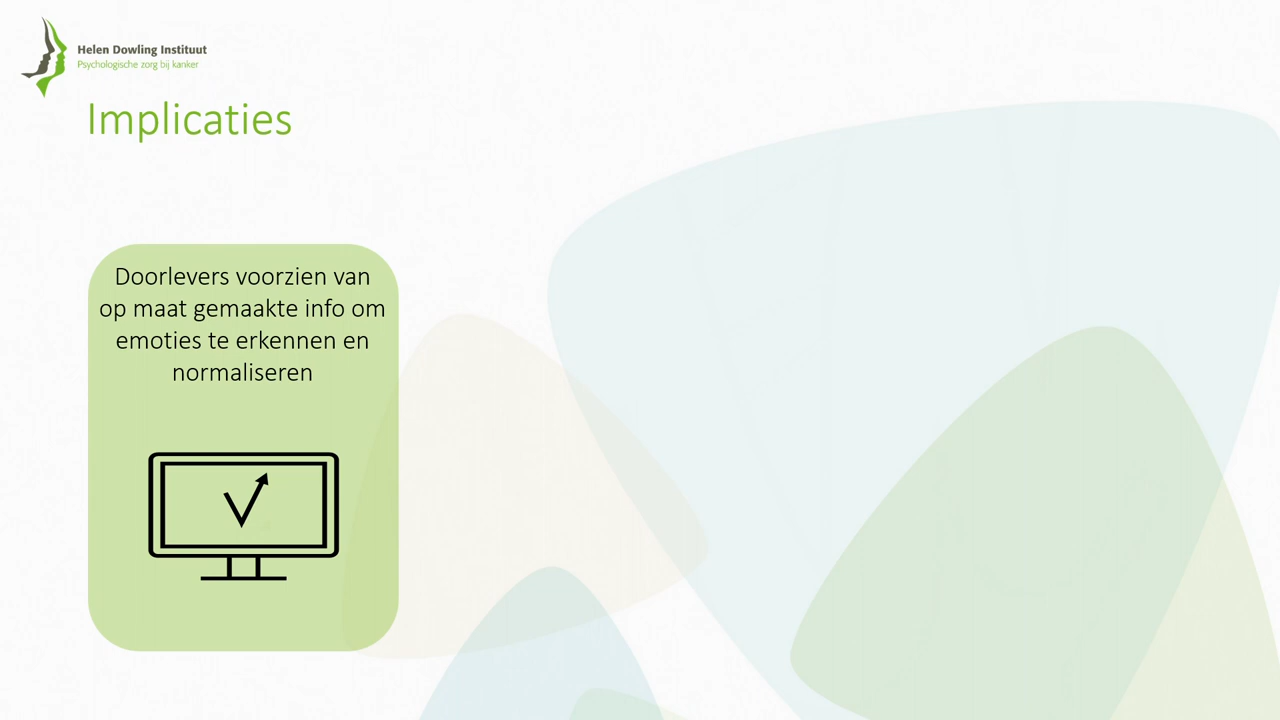 Helen Dowling Instituut
Psychologische zorg bij kanker
Implicaties
Doorlevers voorzien van
op maat gemaakte info om
emoties te erkennen en
normaliseren